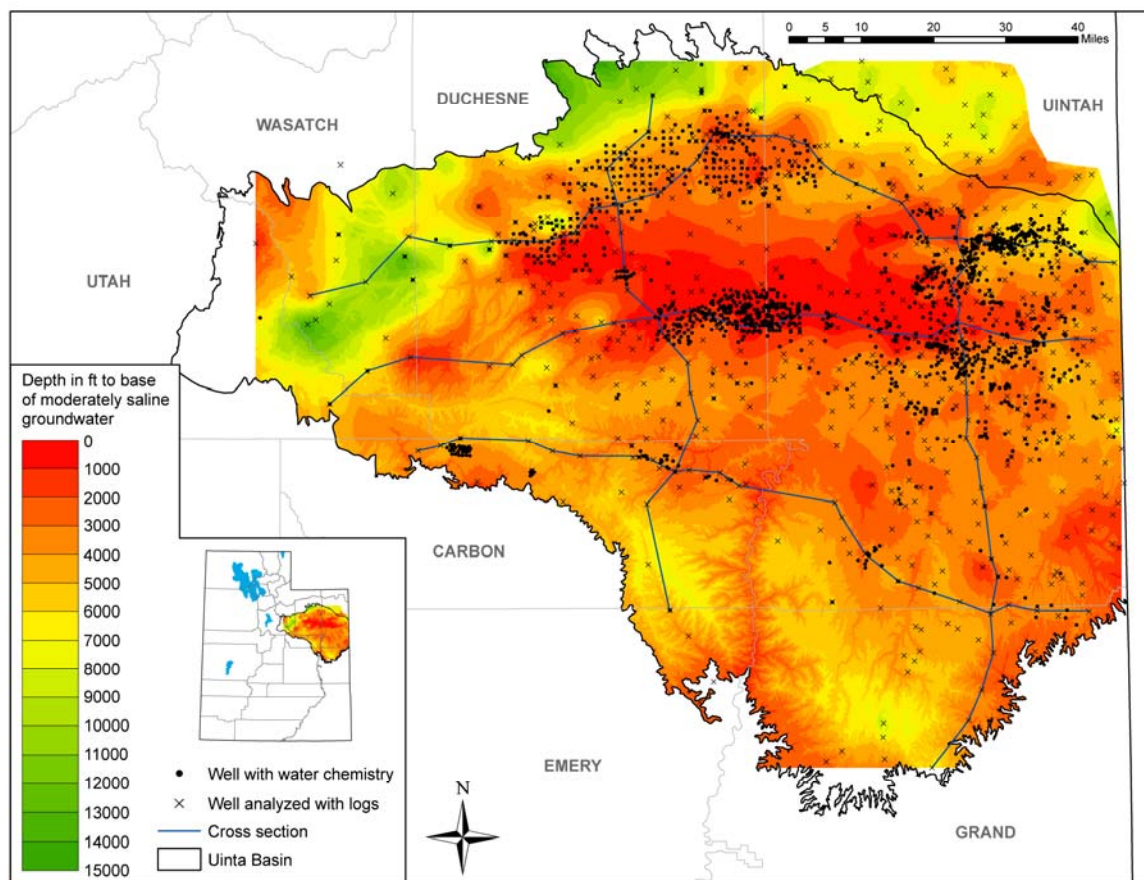 0 5 10 20 30 40
Miles
DUCHESNE
UINTAH
WASATCH
UTAH
Depth in ft to base
of moderately saline
groundwater
0
1000
2000
3000
4000
5000
6000
7000
8000
9000
10000
11000
12000
13000
14000
15000
CARBON
Well with water chemistry
Well analyzed with logs
Cross section
Uinta Basin
N
EMERY
GRAND